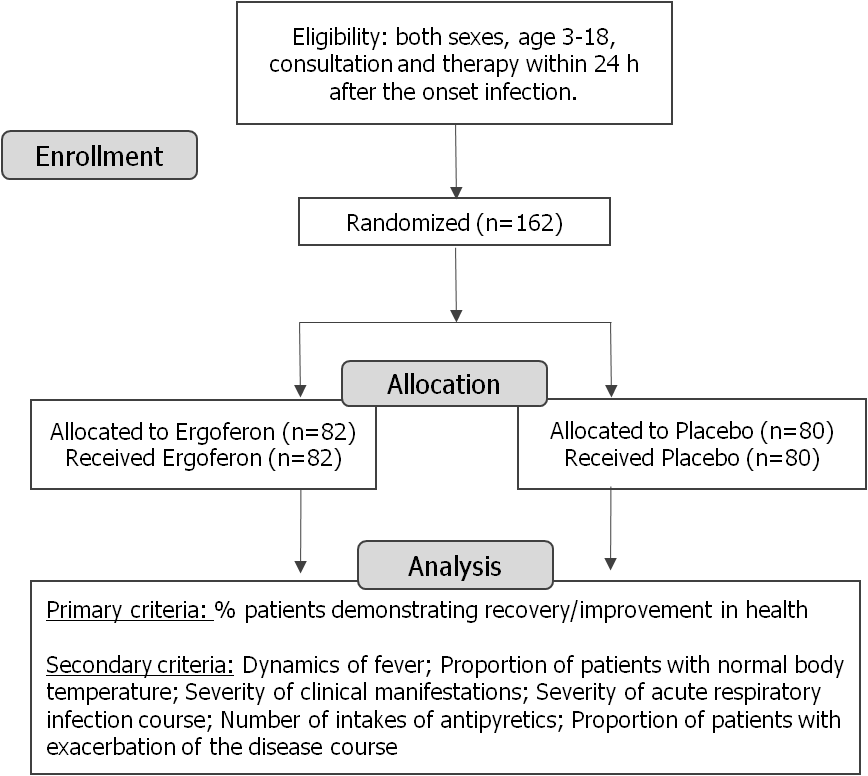 Eligibility: both sexes, age 3-18,
consultation and therapy within 24 h
after the onset infection.
Enrollment
Randomized (n=162)
Allocation
Allocated to Ergoferon (n=82)
Received Ergoferon (n=82)
Allocated to Placebo (n=80)
Received Placebo (n=80)
Analysis
Primary criteria: % patients demonstrating recovery/improvement in health
Secondary criteria: Dynamics of fever; Proportion of patients with normal body
temperature; Severity of clinical manifestations; Severity of acute respiratory
infection course; Number of intakes of antipyretics; Proportion of patients with
exacerbation of the disease course